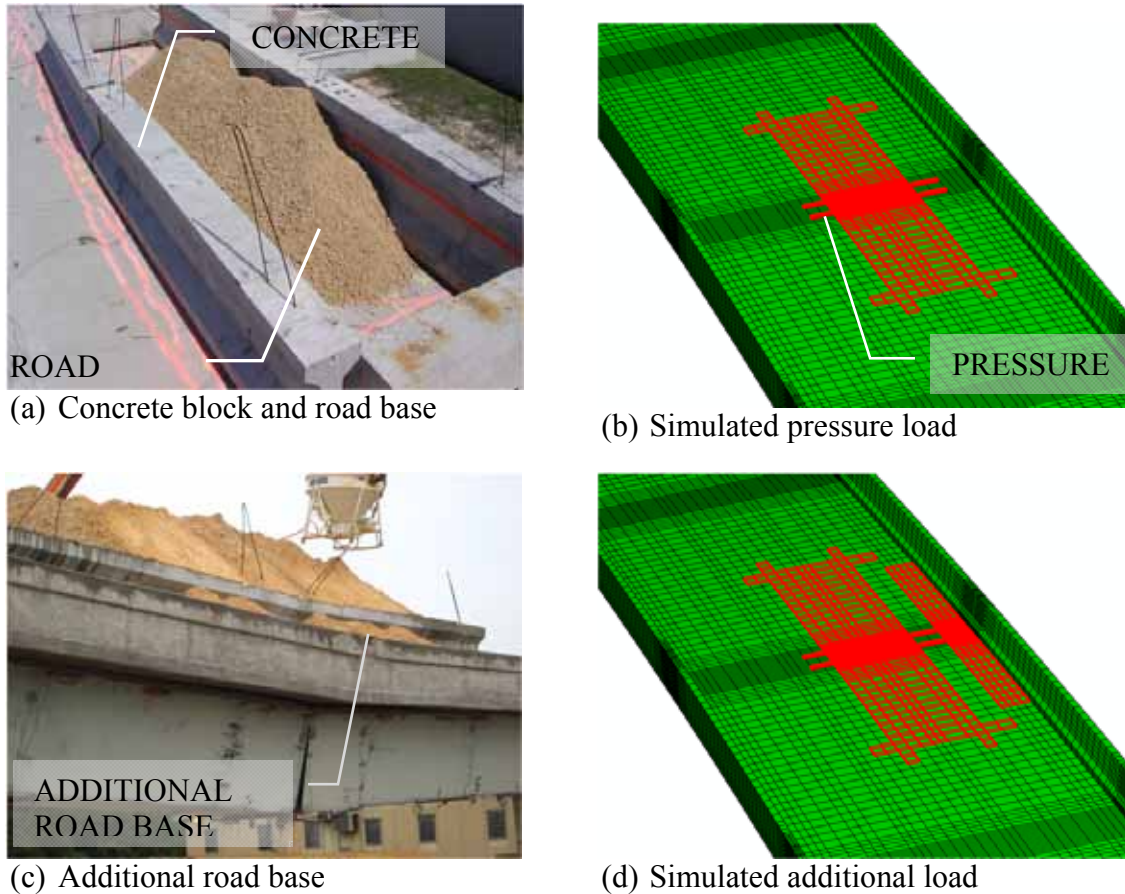 CONCRETE
ROAD
(a) Concrete block and road base
PRESSURE
(b) Simulated pressure load
ADDITIONAL
ROAD BASE
(c) Additional road base
(d) Simulated additional load